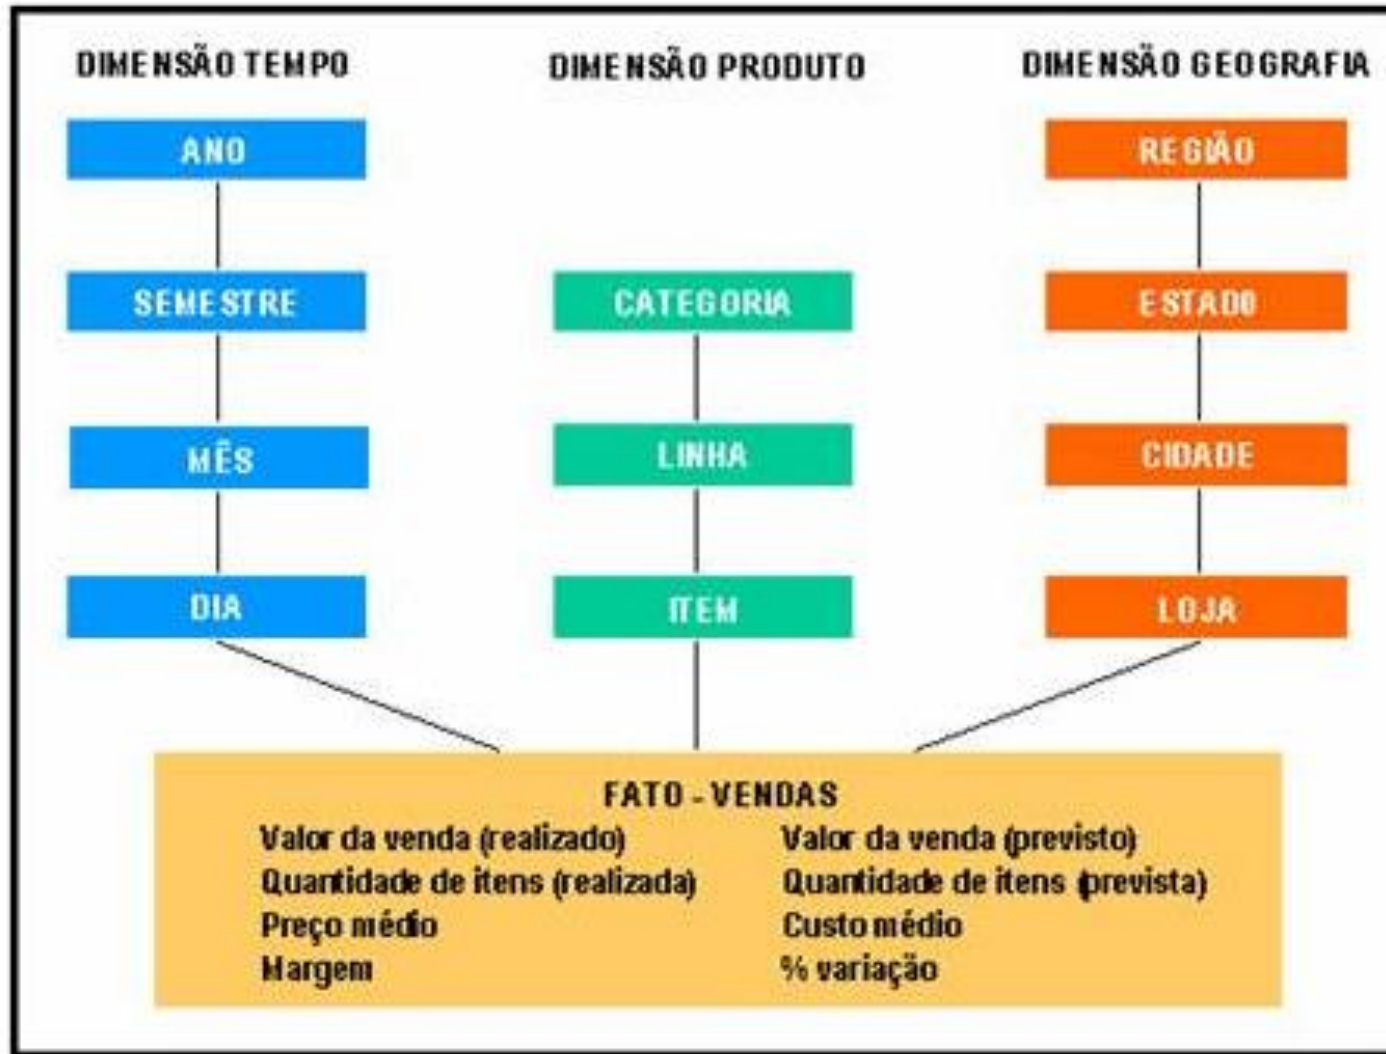 DIMENSÃO TEMPO
DIMENSÃO PRODUTO
DIMENSÃO GEOGRAFIA
ANO
REGIÃO
SEMESTRE
CATEGORIA
ESTADO
MÊS
LINHA
CIDADE
DIA
ITEM
LOJA
FATO - VENDAS
Valor da venda (realizado)
Valor da venda (previsto)
Quantidade de itens (realizada)
Quantidade de itens (prevista)
Preço médio
Custo médio
Margem
% variação